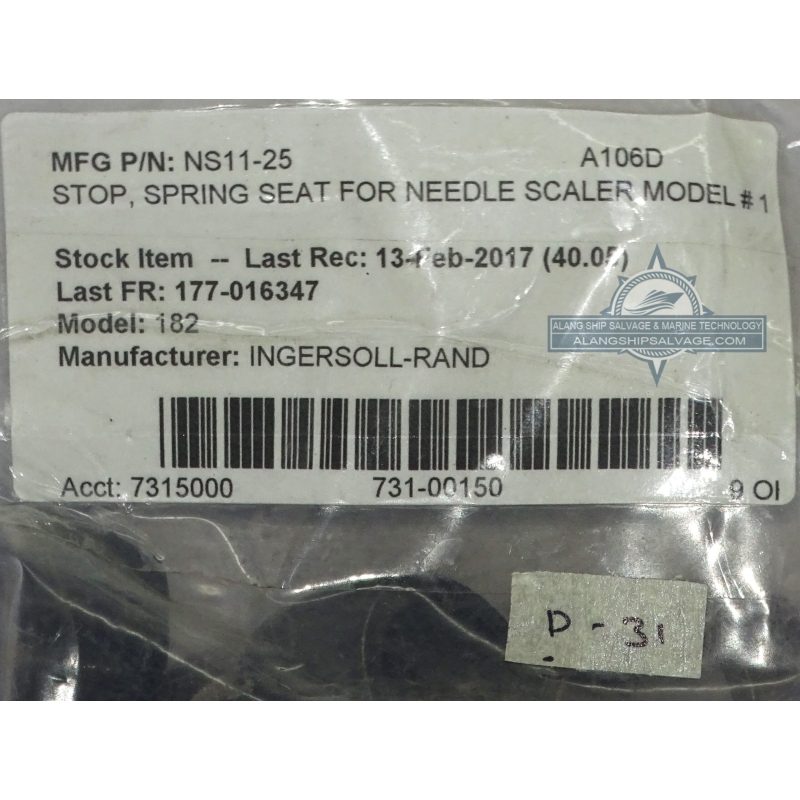 MFG P/N: NS11-25 A106D
STOP, SPRING SEAT FOR NEEDLE SCALER MODEL # 1
Stock Item -- Last Rec: 13-Feb-2017 (40.05)
Last FR: 177-016347
Model: 182
ALANG SHIP SALVAGE & MARINE TECHNOLOGY
ALANGSHIPSALVAGE.COM
Manufacturer: INGERSOLL-RAND
Acct: 7315000 731-00150 9 OI
D - 31